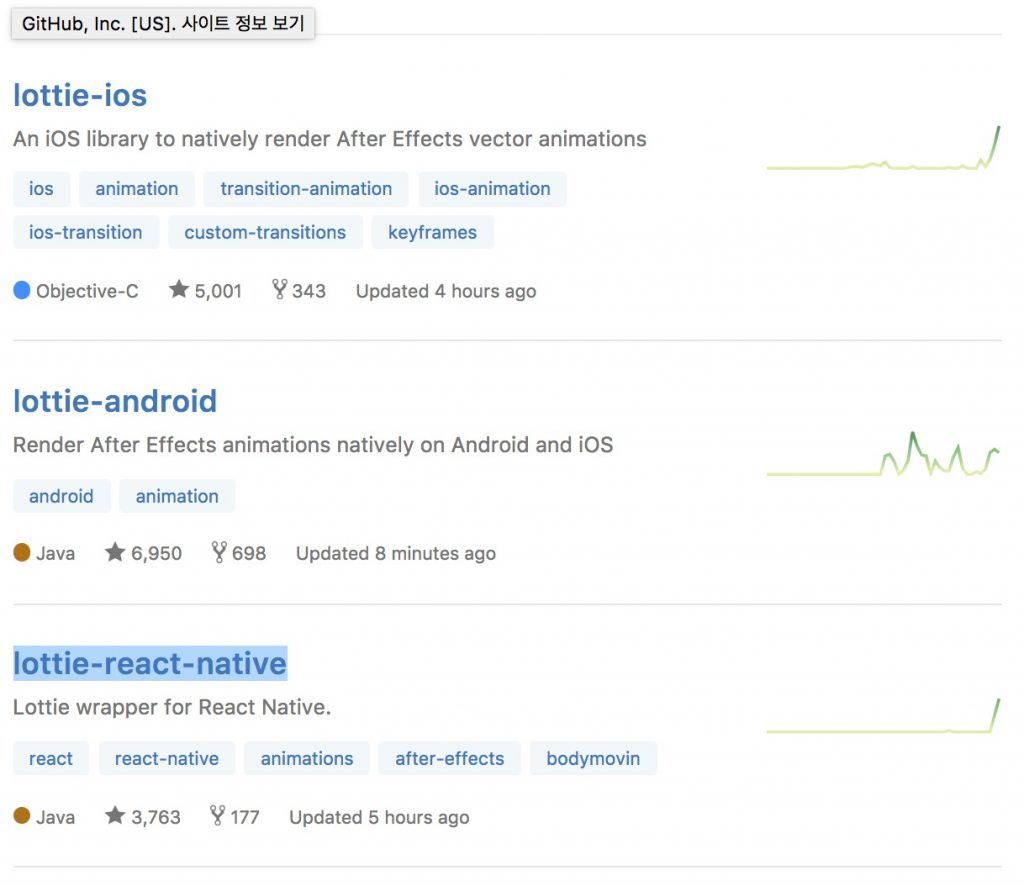 GitHub, Inc. [US]. 사이트 정보 보기
lottie-ios
An iOS library to natively render After Effects vector animations
ios animation transition-animation ios-animation
ios-transition custom-transitions keyframes
Objective-C 5,001 343 Updated 4 hours ago
lottie-android
Render After Effects animations natively on Android and iOS
android animation
Java 6,950 698 Updated 8 minutes ago
lottie-react-native
Lottie wrapper for React Native.
react react-native animations after-effects bodymovin
Java 3,763 177 Updated 5 hours ago